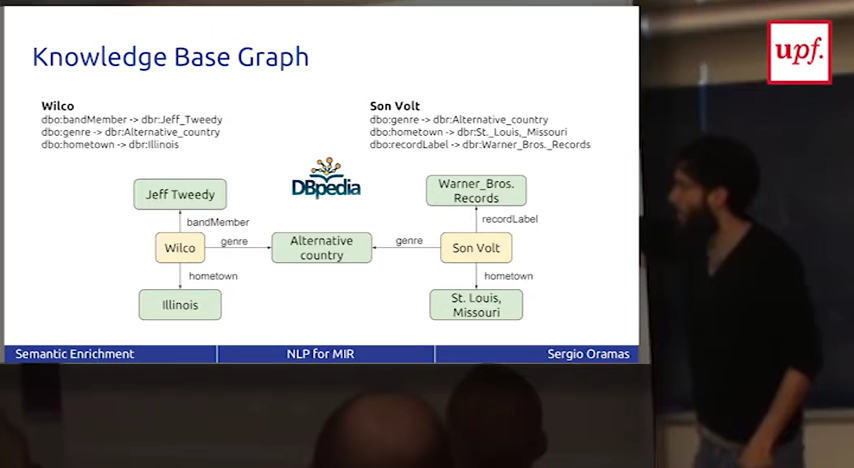 Knowledge Base Graph
upf.
Wilco
dbo:bandMember -> dbr:Jeff_Tweedy
dbo:genre -> dbr:Alternative_country
dbo:hometown -> dbr:Illinois
Son Volt
dbo:genre -> dbr:Alternative_country
dbo:hometown -> dbr:St._Louis,_Missouri
dbo:recordLabel -> dbr:Warner_Bros._Records
DBpedia
Jeff Tweedy
Warner_Bros.
Records
bandMember
recordLabel
Wilco
genre
Alternative
country
genre
Son Volt
hometown
hometown
Illinois
St. Louis,
Missouri
Semantic Enrichment
NLP for MIR
Sergio Oramas